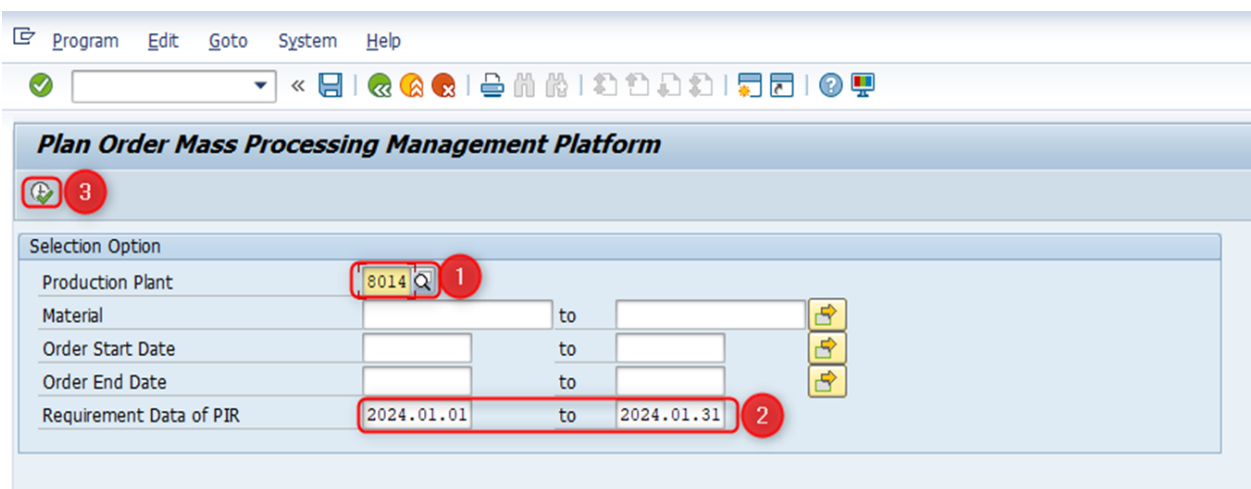 Program Edit Goto System Help
Plan Order Mass Processing Management Platform
3
Selection Option
Production Plant 8014 1
Material to
Order Start Date to
Order End Date to
Requirement Data of PIR 2024.01.01 to 2024.01.31 2